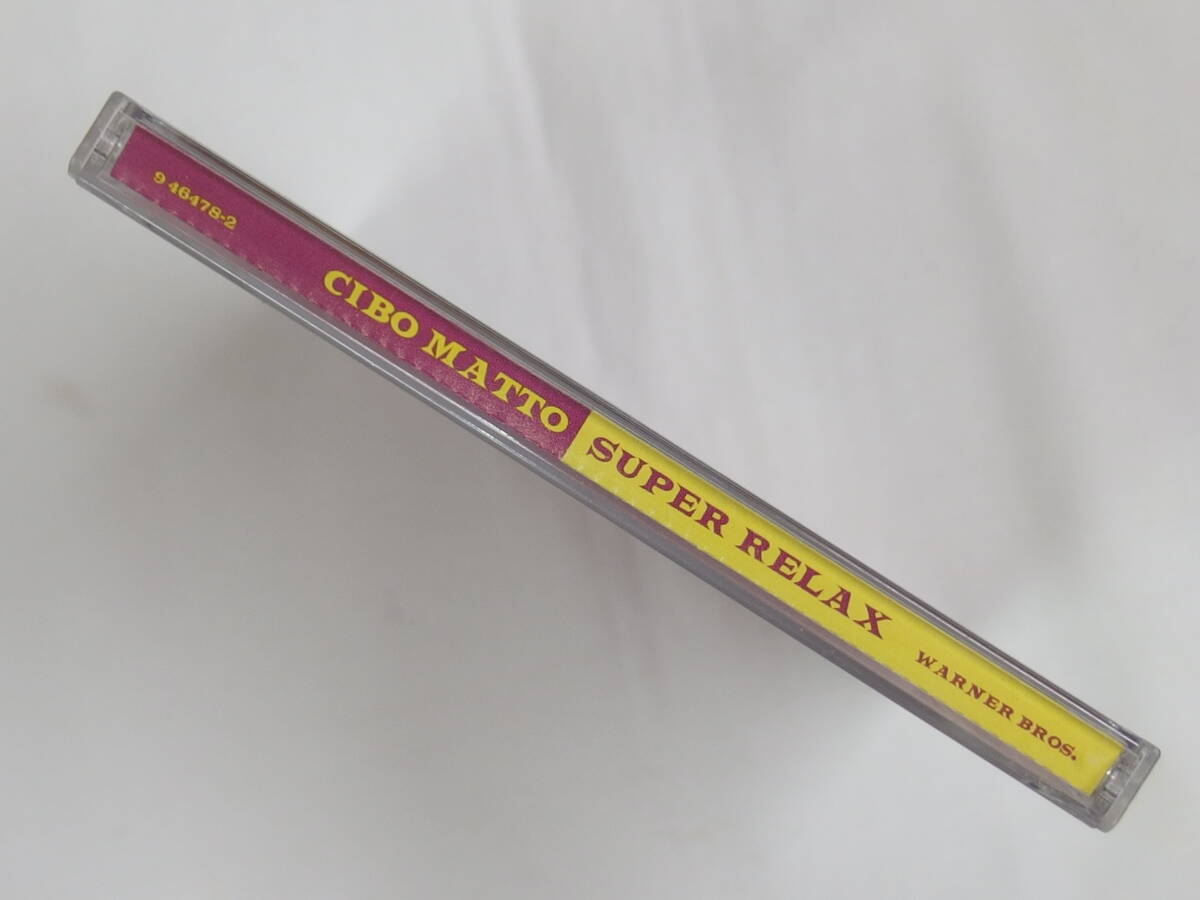 9 46478-2 CIBO MATTO SUPER RELAX WARNER BROS.